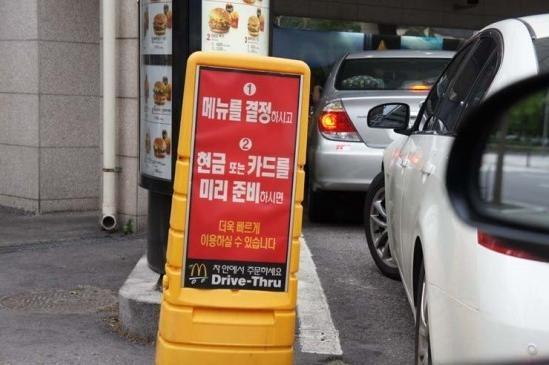 ①
메뉴를 결정하시고
②
현금 또는 카드를
미리 준비하시면
더욱 빠르게
이용하실 수 있습니다
차 안에서 주문하세요
Drive-Thru